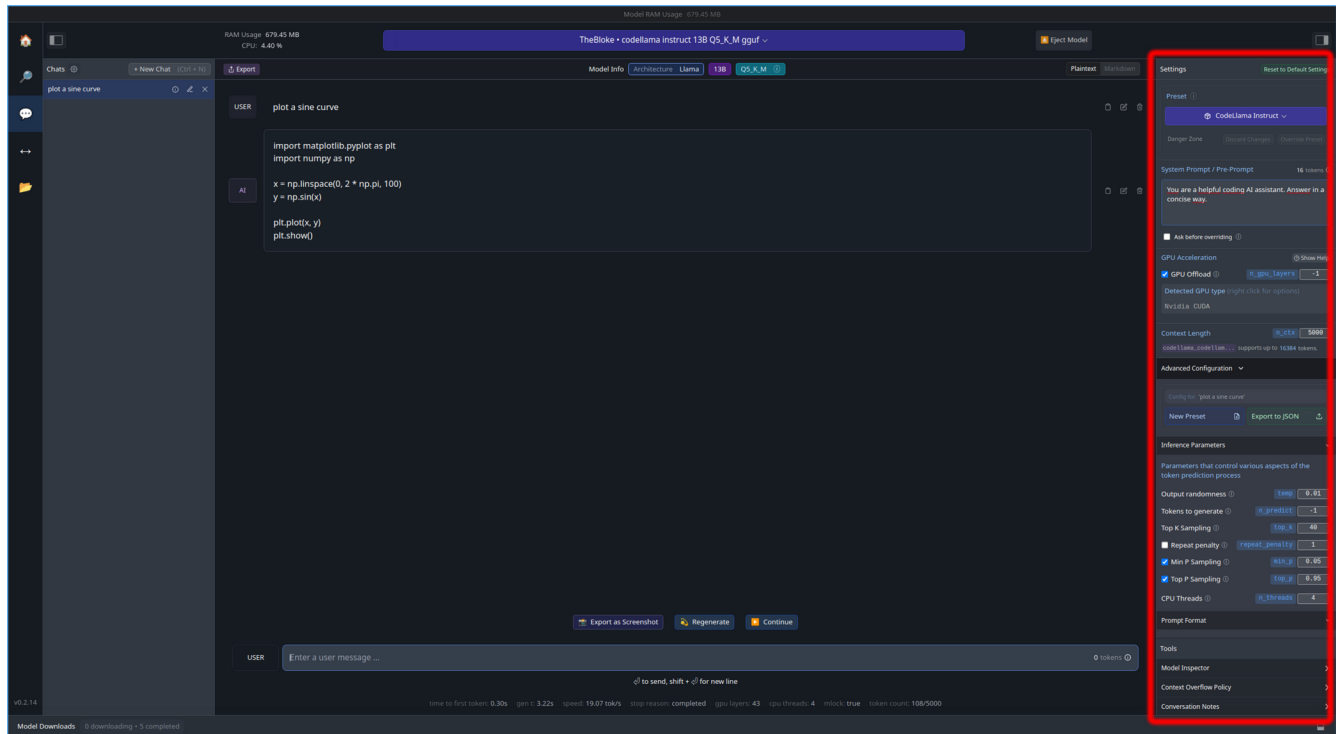 Model RAM Usage 679.45 MB
RAM Usage 679.45 MB
CPU: 4.40 %
TheBloke • codellama instruct 13B Q5_K_M gguf
Eject Model
Chats
+ New Chat (Ctrl + N)
plot a sine curve
Export
Model Info Architecture Llama 13B Q5_K_M
Plaintext Markdown
USER
plot a sine curve
AI
import matplotlib.pyplot as plt
import numpy as np
x = np.linspace(0, 2 * np.pi, 100)
y = np.sin(x)
plt.plot(x, y)
plt.show()
Export as Screenshot
Regenerate
Continue
USER
Enter a user message ...
0 tokens
to send, shift + for new line
time to first token: 0.30s gen t: 3.22s speed: 19.07 tok/s stop reason: completed gpu layers: 43 cpu threads: 4 mlock: true token count: 108/5000
v0.2.14
Model Downloads 0 downloading • 5 completed
Settings
Reset to Default Setting
Preset
CodeLlama Instruct
Danger Zone Discard Changes Override Preset
System Prompt / Pre-Prompt 16 tokens
You are a helpful coding AI assistant. Answer in a
concise way.
Ask before overriding
GPU Acceleration
Show Help
GPU Offload n_gpu_layers -1
Detected GPU type (right click for options)
Nvidia CUDA
Context Length n_ctx 5000
codellama_codellam... supports up to 16384 tokens.
Advanced Configuration
Config for 'plot a sine curve'
New Preset
Export to JSON
Inference Parameters
Parameters that control various aspects of the
token prediction process
Output randomness temp 0.01
Tokens to generate n_predict -1
Top K Sampling top_k 40
Repeat penalty repeat_penalty 1
Min P Sampling min_p 0.05
Top P Sampling top_p 0.95
CPU Threads n_threads 4
Prompt Format
Tools
Model Inspector
Context Overflow Policy
Conversation Notes